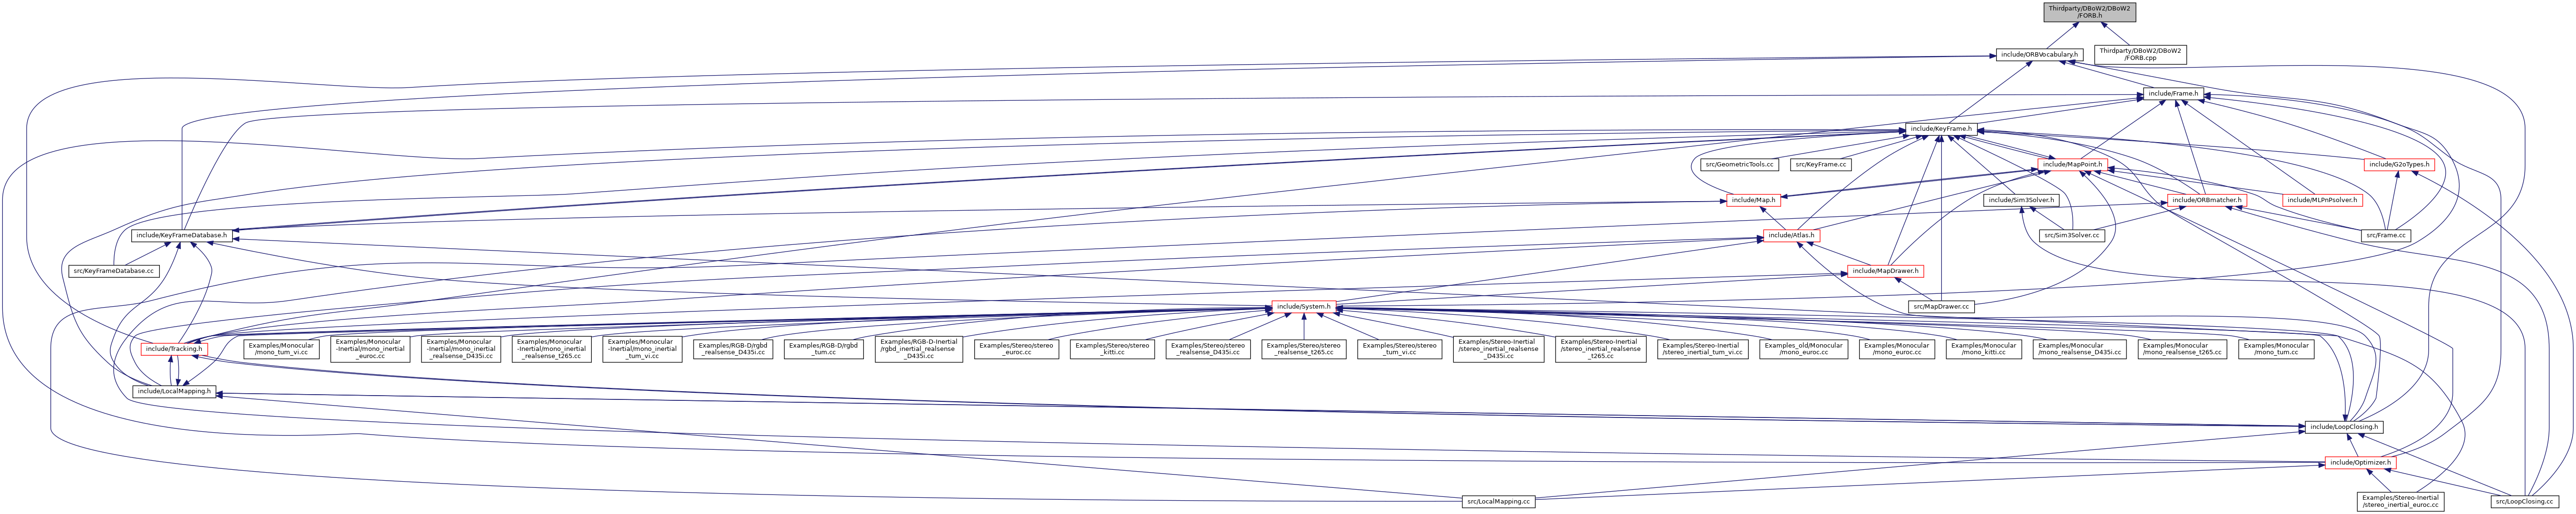 Thirdparty/DBoW2/DBoW2
/FORB.h
include/ORBVocabulary.h
Thirdparty/DBoW2/DBoW2
/FORB.cpp
include/Frame.h
include/KeyFrame.h
src/GeometricTools.cc
src/KeyFrame.cc
include/MapPoint.h
include/G2oTypes.h
include/Map.h
include/Sim3Solver.h
include/ORBmatcher.h
include/MLPnPsolver.h
include/KeyFrameDatabase.h
include/Atlas.h
src/Sim3Solver.cc
src/Frame.cc
src/KeyFrameDatabase.cc
include/MapDrawer.h
include/System.h
src/MapDrawer.cc
include/Tracking.h
Examples/Monocular
/mono_tum_vi.cc
Examples/Monocular
-Inertial/mono_inertial
_euroc.cc
Examples/Monocular
-Inertial/mono_inertial
_realsense_D435i.cc
Examples/Monocular
-Inertial/mono_inertial
_realsense_t265.cc
Examples/Monocular
-Inertial/mono_inertial
_tum_vi.cc
Examples/RGB-D/rgbd
_realsense_D435i.cc
Examples/RGB-D/rgbd
_tum.cc
Examples/RGB-D-Inertial
/rgbd_inertial_realsense
_D435i.cc
Examples/Stereo/stereo
_euroc.cc
Examples/Stereo/stereo
_kitti.cc
Examples/Stereo/stereo
_realsense_D435i.cc
Examples/Stereo/stereo
_realsense_t265.cc
Examples/Stereo/stereo
_tum_vi.cc
Examples/Stereo-Inertial
/stereo_inertial_realsense
_D435i.cc
Examples/Stereo-Inertial
/stereo_inertial_realsense
_t265.cc
Examples/Stereo-Inertial
/stereo_inertial_tum_vi.cc
Examples_old/Monocular
/mono_euroc.cc
Examples/Monocular
/mono_euroc.cc
Examples/Monocular
/mono_kitti.cc
Examples/Monocular
/mono_realsense_D435i.cc
Examples/Monocular
/mono_realsense_t265.cc
Examples/Monocular
/mono_tum.cc
include/LocalMapping.h
include/LoopClosing.h
include/Optimizer.h
src/LocalMapping.cc
Examples/Stereo-Inertial
/stereo_inertial_euroc.cc
src/LoopClosing.cc